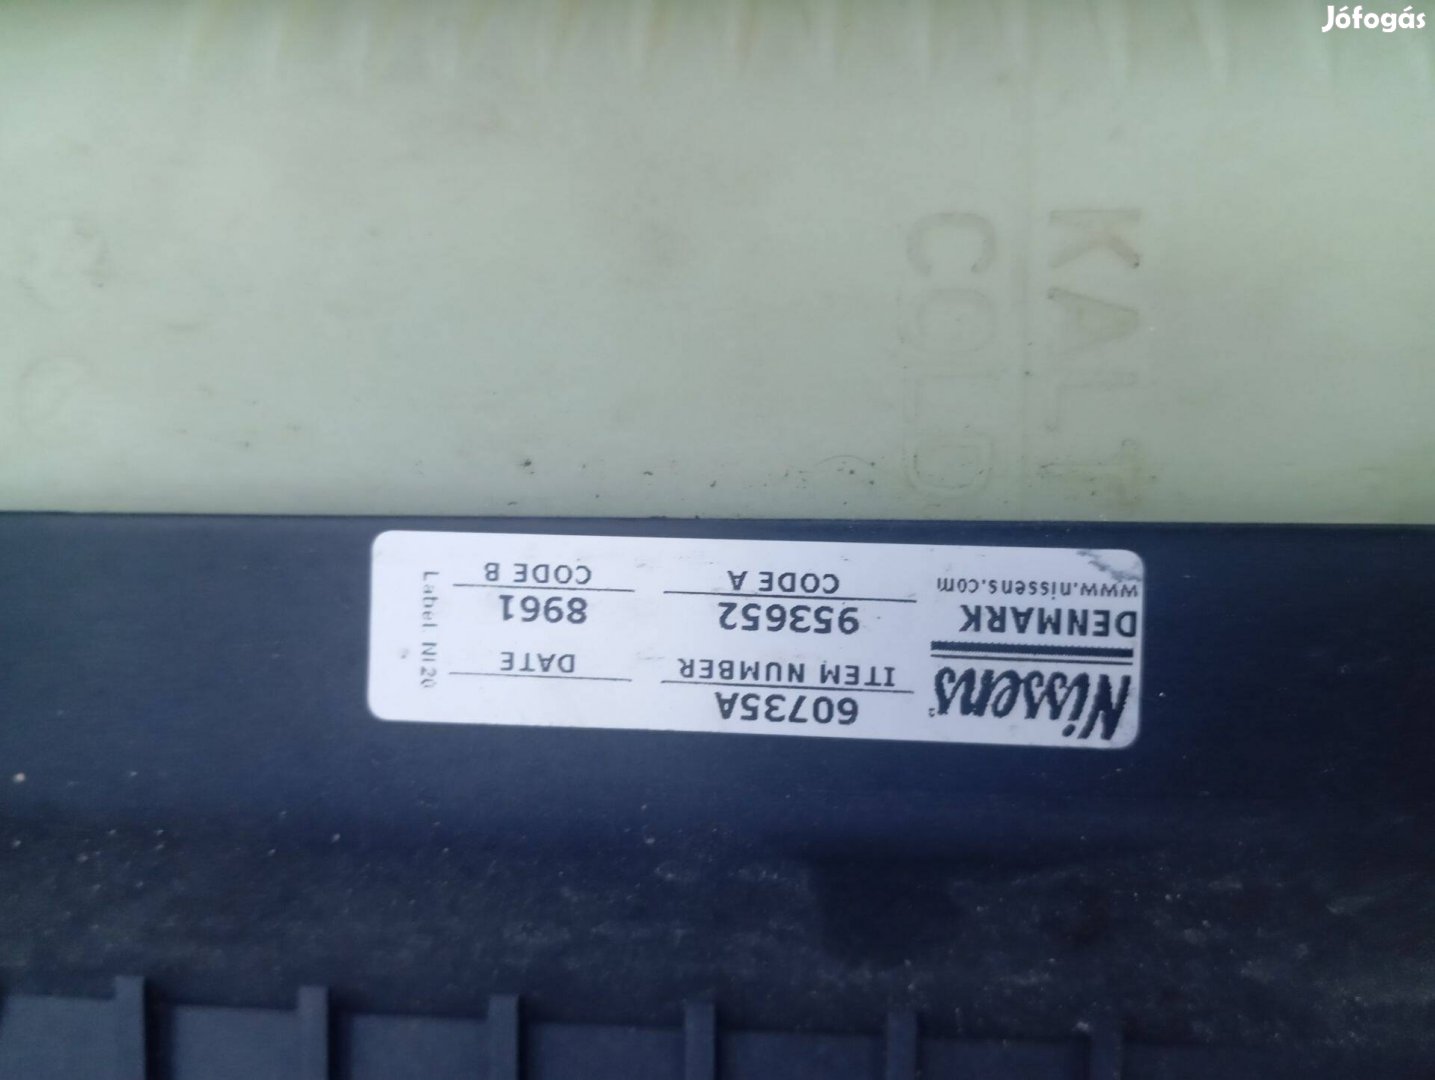 Jófogás
KALT
COLD
Nissens
DENMARK
www.nissens.com
60735A
ITEM NUMBER
DATE
953652
8961
CODE A
CODE B
Label. NI20